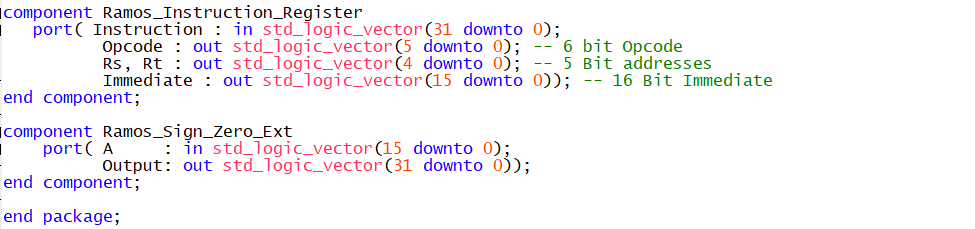 component Ramos_Instruction_Register
port( Instruction : in std_logic_vector(31 downto 0);
Opcode : out std_logic_vector(5 downto 0); -- 6 bit Opcode
Rs, Rt : out std_logic_vector(4 downto 0); -- 5 Bit addresses
Immediate : out std_logic_vector(15 downto 0)); -- 16 Bit Immediate
end component;
component Ramos_Sign_Zero_Ext
port( A     : in std_logic_vector(15 downto 0);
Output: out std_logic_vector(31 downto 0));
end component;
end package;